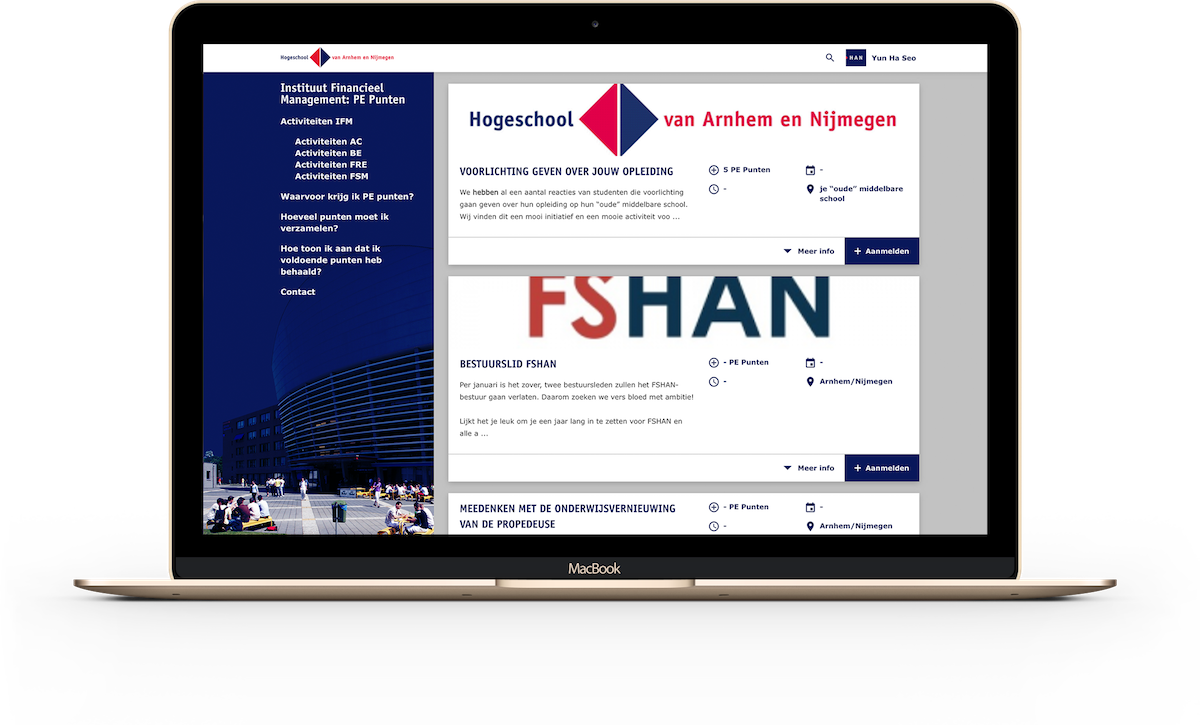 Hogeschool van Arnhem en Nijmegen
HAN
Yun Ha Seo
Instituut Financieel
Management: PE Punten
Activiteiten IFM
Activiteiten AC
Activiteiten BE
Activiteiten FRE
Activiteiten FSM
Waarvoor krijg ik PE punten?
Hoeveel punten moet ik
verzamelen?
Hoe toon ik aan dat ik
voldoende punten heb
behaald?
Contact
Hogeschool van Arnhem en Nijmegen
VOORLICHTING GEVEN OVER JOUW OPLEIDING
We hebben al een aantal reacties van studenten die voorlichting
gaan geven over hun opleiding op hun "oude" middelbare school.
Wij vinden dit een mooi initiatief en een mooie activiteit voo ...
5 PE Punten
-
-
je "oude" middelbare
school
Meer info
+ Aanmelden
FSHAN
BESTUURSLID FSHAN
Per januari is het zover, twee bestuursleden zullen het FSHAN-
bestuur gaan verlaten. Daarom zoeken we vers bloed met ambitie!
Lijkt het je leuk om je een jaar lang in te zetten voor FSHAN en
alle a ...
- PE Punten
-
-
Arnhem/Nijmegen
Meer info
+ Aanmelden
MEEDENKEN MET DE ONDERWIJSVERNIEUWING
VAN DE PROPEDEUSE
- PE Punten
-
-
Arnhem/Nijmegen
MacBook